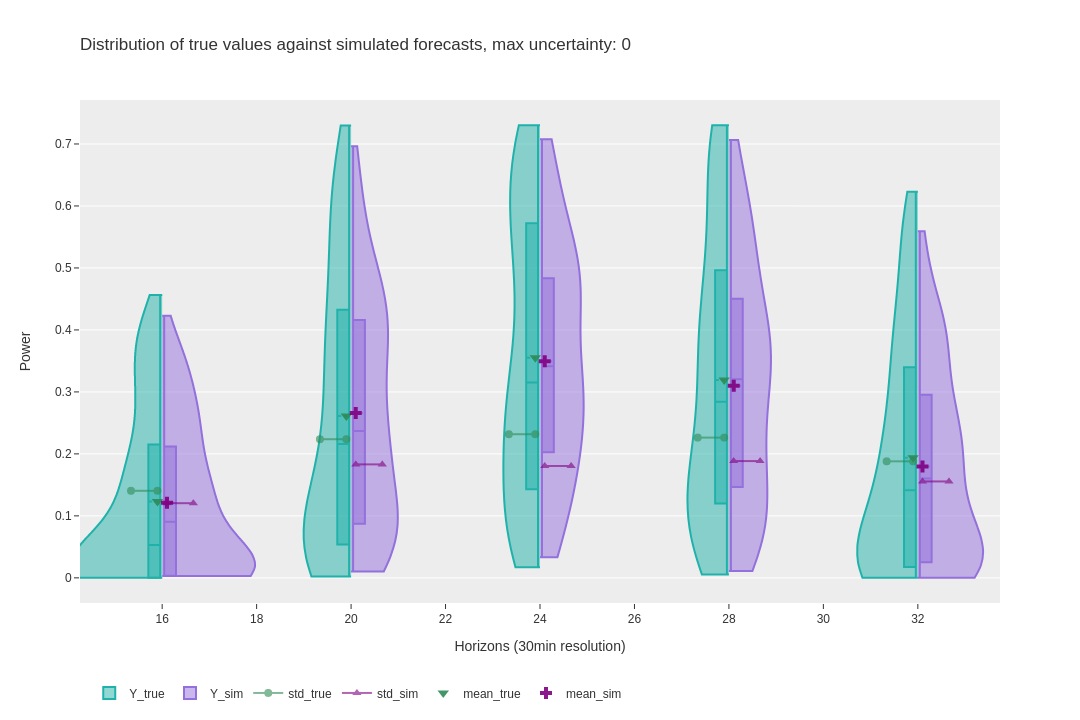 Distribution of true values against simulated forecasts, max uncertainty: 0
0.7
0.6
0.5
0.4
0.3
0.2
0.1
0
Power
16 18 20 22 24 26 28 30 32
Horizons (30min resolution)
Y_true Y_sim std_true std_sim mean_true mean_sim